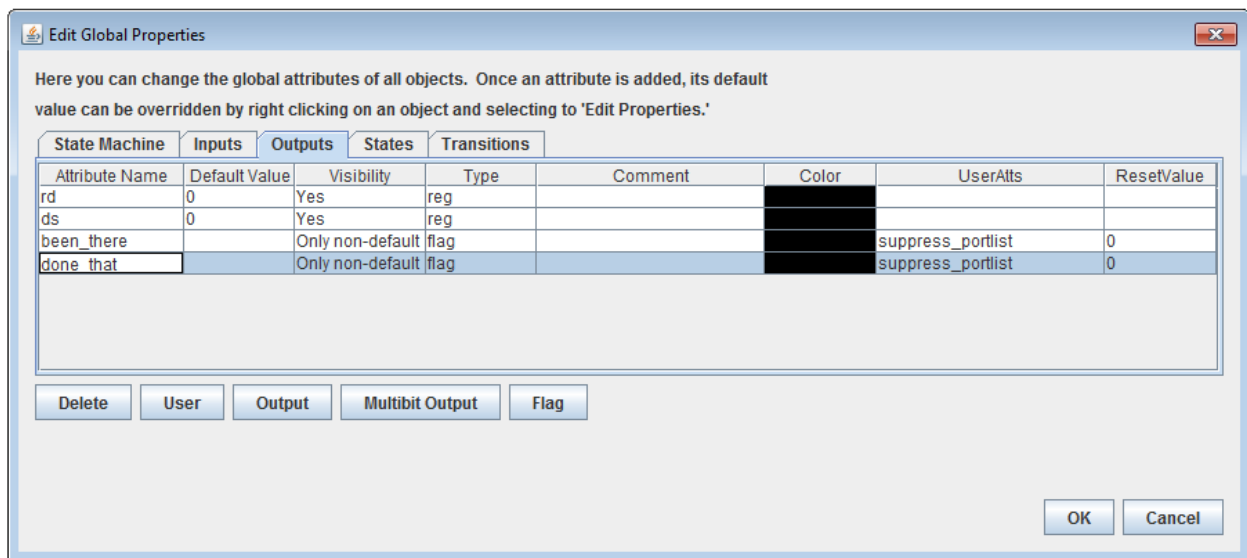 Edit Global Properties
Here you can change the global attributes of all objects. Once an attribute is added, its default
value can be overridden by right clicking on an object and selecting to 'Edit Properties.'
State Machine Inputs Outputs States Transitions
Attribute Name Default Value Visibility Type Comment Color UserAtts ResetValue
rd 0 Yes reg
ds 0 Yes reg
been_there Only non-default flag suppress_portlist 0
done_that Only non-default flag suppress_portlist 0
Delete User Output Multibit Output Flag
OK Cancel